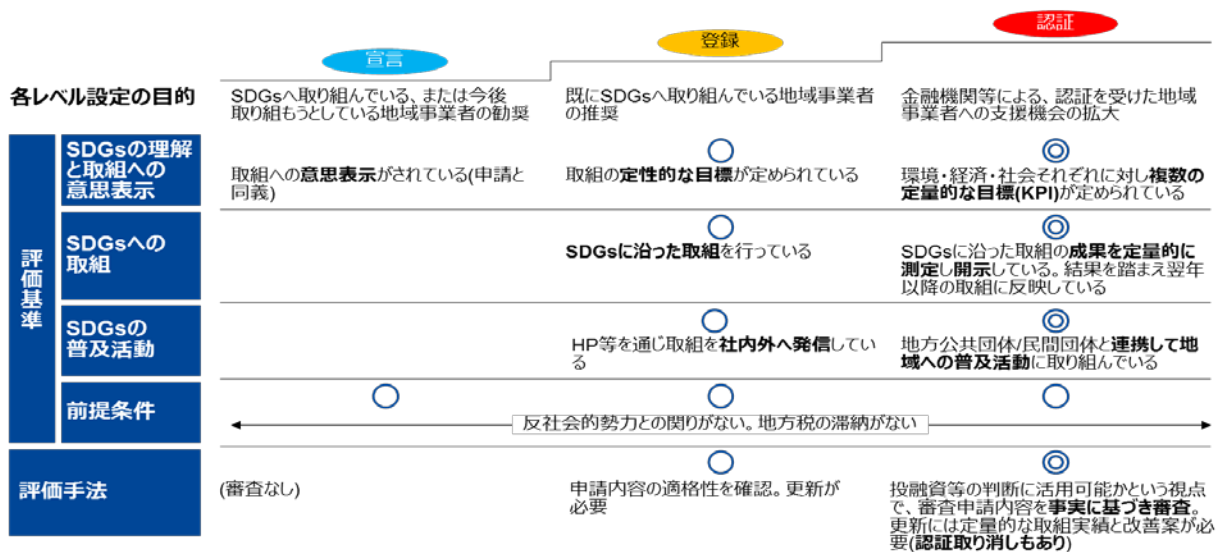 宣言
登録
認証
各レベル設定の目的
SDGsへ取り組んでいる、または今後
取り組もうとしている地域事業者の勧奨
既にSDGsへ取り組んでいる地域事業者
の推奨
金融機関等による、認証を受けた地域
事業者への支援機会の拡大
評価基準
SDGsの理解
と取組への
意思表示
取組への意思表示がされている(申請と
同義)
○
取組の定性的な目標が定められている
◎
環境・経済・社会それぞれに対し複数の
定量的な目標(KPI)が定められている
SDGsへの
取組
○
SDGsに沿った取組を行っている
◎
SDGsに沿った取組の成果を定量的に
測定し開示している。結果を踏まえ翌年
以降の取組に反映している
SDGsの
普及活動
○
HP等を通じ取組を社内外へ発信してい
る
◎
地方公共団体/民間団体と連携して地
域への普及活動に取り組んでいる
前提条件
○
○
○
反社会的勢力との関りがない。地方税の滞納がない
評価手法
(審査なし)
○
申請内容の適格性を確認。更新が
必要
◎
投融資等の判断に活用可能かという視点
で、審査申請内容を事実に基づき審査。
更新には定量的な取組実績と改善案が必
要(認証取り消しもあり)